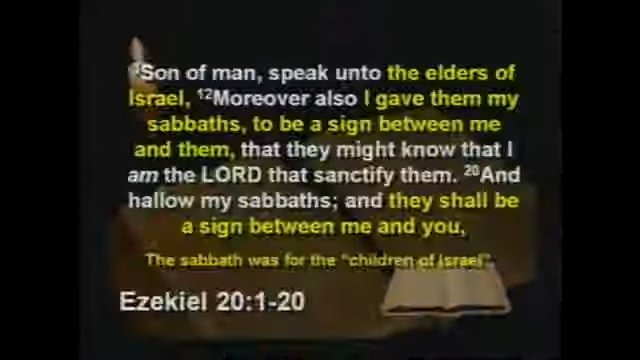 ³Son of man, speak unto the elders of
Israel, ¹²Moreover also I gave them my
sabbaths, to be a sign between me
and them, that they might know that I
am the LORD that sanctify them. ²⁰And
hallow my sabbaths; and they shall be
a sign between me and you,
The sabbath was for the “children of Israel”.
Ezekiel 20:1-20